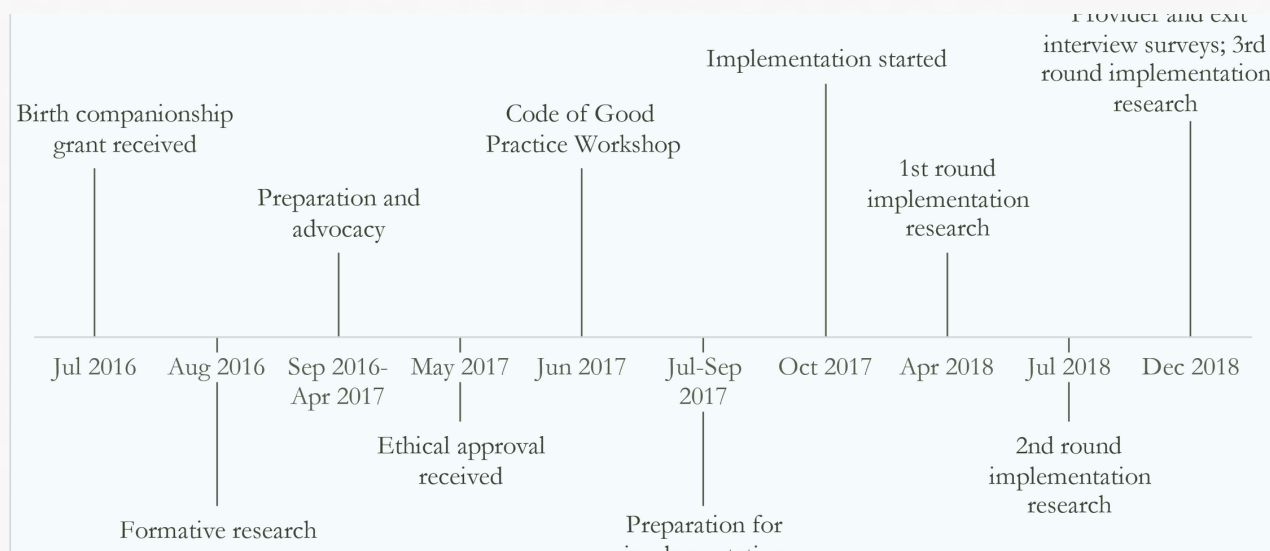 Provider and exit
interview surveys; 3rd
round implementation
research
Implementation started
Birth companionship
grant received
Code of Good
Practice Workshop
1st round
implementation
research
Preparation and
advocacy
Jul 2016
Aug 2016
Sep 2016-
Apr 2017
May 2017
Jun 2017
Jul-Sep
2017
Oct 2017
Apr 2018
Jul 2018
Dec 2018
Ethical approval
received
2nd round
implementation
research
Formative research
Preparation for